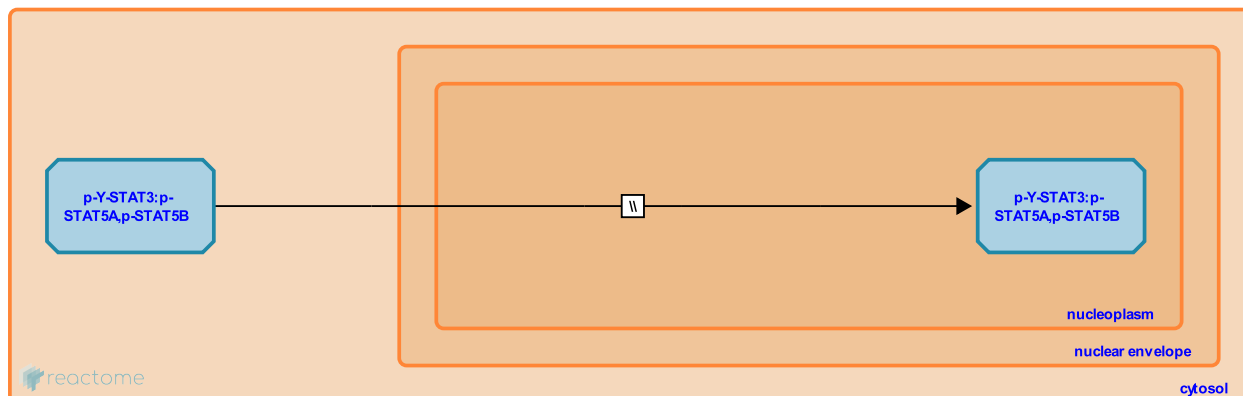 p-Y-STAT3:p-
STAT5A,p-STAT5B
\\
p-Y-STAT3:p-
STAT5A,p-STAT5B
nucleoplasm
nuclear envelope
reactome
cytosol